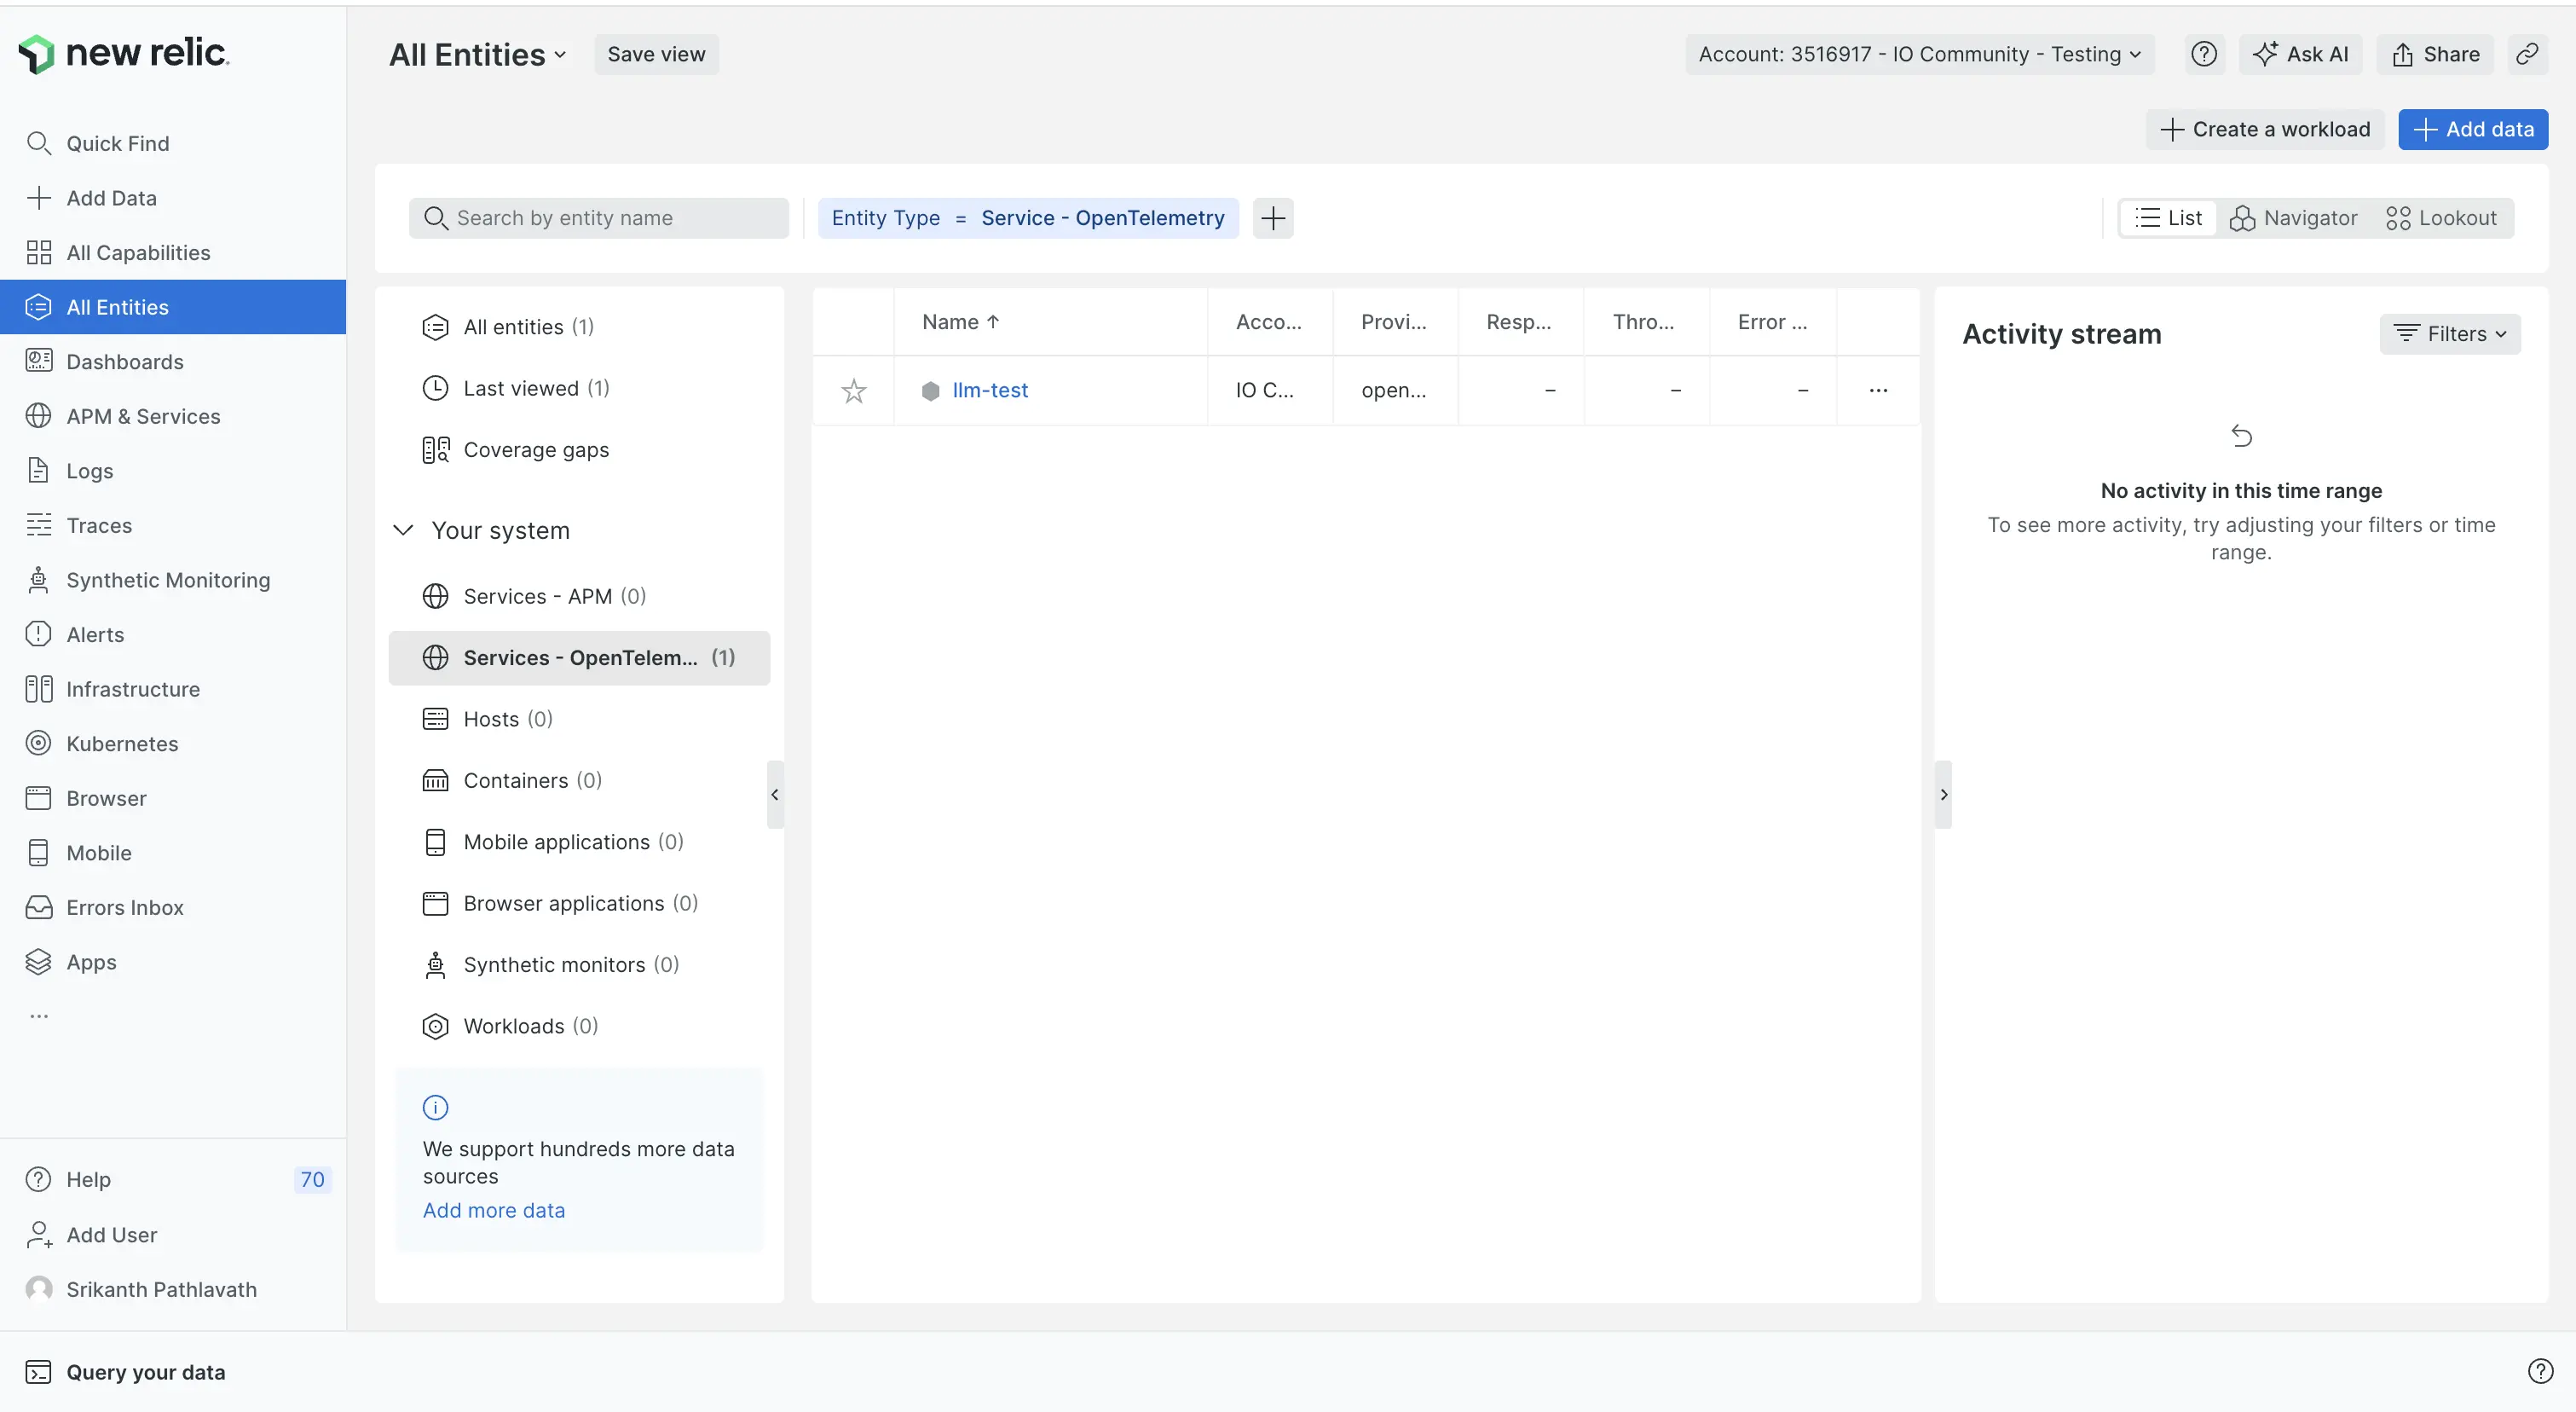 new relic.
Quick Find
Add Data
All Capabilities
All Entities
Dashboards
APM & Services
Logs
Traces
Synthetic Monitoring
Alerts
Infrastructure
Kubernetes
Browser
Mobile
Errors Inbox
Apps
...
Help 70
Add User
Srikanth Pathlavath
Query your data
All Entities Save view
Account: 3516917 - IO Community - Testing Ask AI Share
Create a workload Add data
Search by entity name Entity Type = Service - OpenTelemetry List Navigator Lookout
All entities (1)
Last viewed (1)
Coverage gaps
Your system
Services - APM (0)
Services - OpenTelem... (1)
Hosts (0)
Containers (0)
Mobile applications (0)
Browser applications (0)
Synthetic monitors (0)
Workloads (0)
We support hundreds more data
sources
Add more data
Name ↑ Acco... Provi... Resp... Thro... Error ...
llm-test IO C... open... – – – ...
Activity stream Filters
No activity in this time range
To see more activity, try adjusting your filters or time
range.